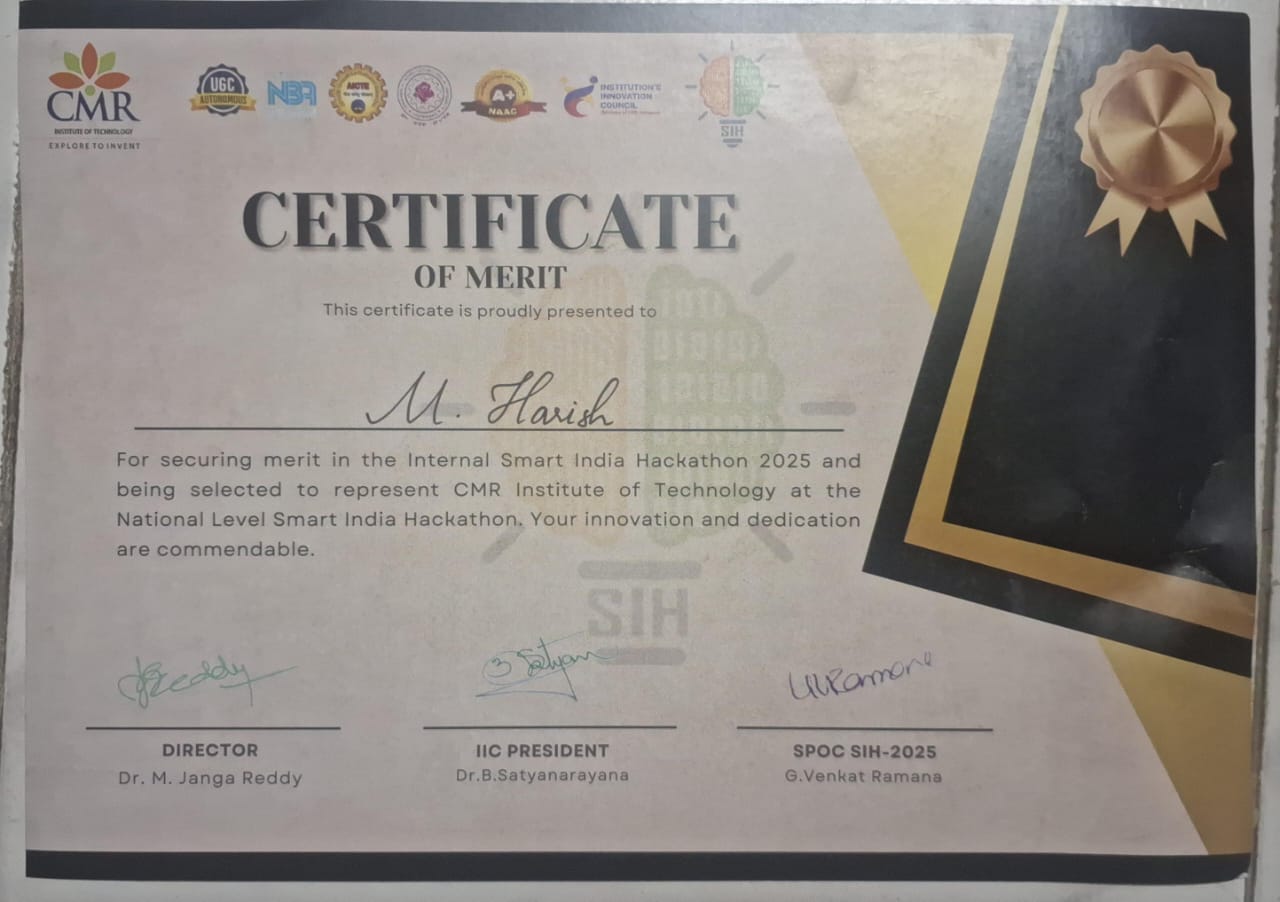 CMR
INSTITUTE OF TECHNOLOGY
EXPLORE TO INVENT
UGC
AUTONOMOUS
NBA
AICTE
A+
NAAC
INSTITUTION'S
INNOVATION
COUNCIL
SIH
CERTIFICATE
OF MERIT
This certificate is proudly presented to
M. Harish
For securing merit in the Internal Smart India Hackathon 2025 and
being selected to represent CMR Institute of Technology at the
National Level Smart India Hackathon. Your innovation and dedication
are commendable.
SIH
DIRECTOR
Dr. M. Janga Reddy
IIC PRESIDENT
Dr.B.Satyanarayana
SPOC SIH-2025
G.Venkat Ramana